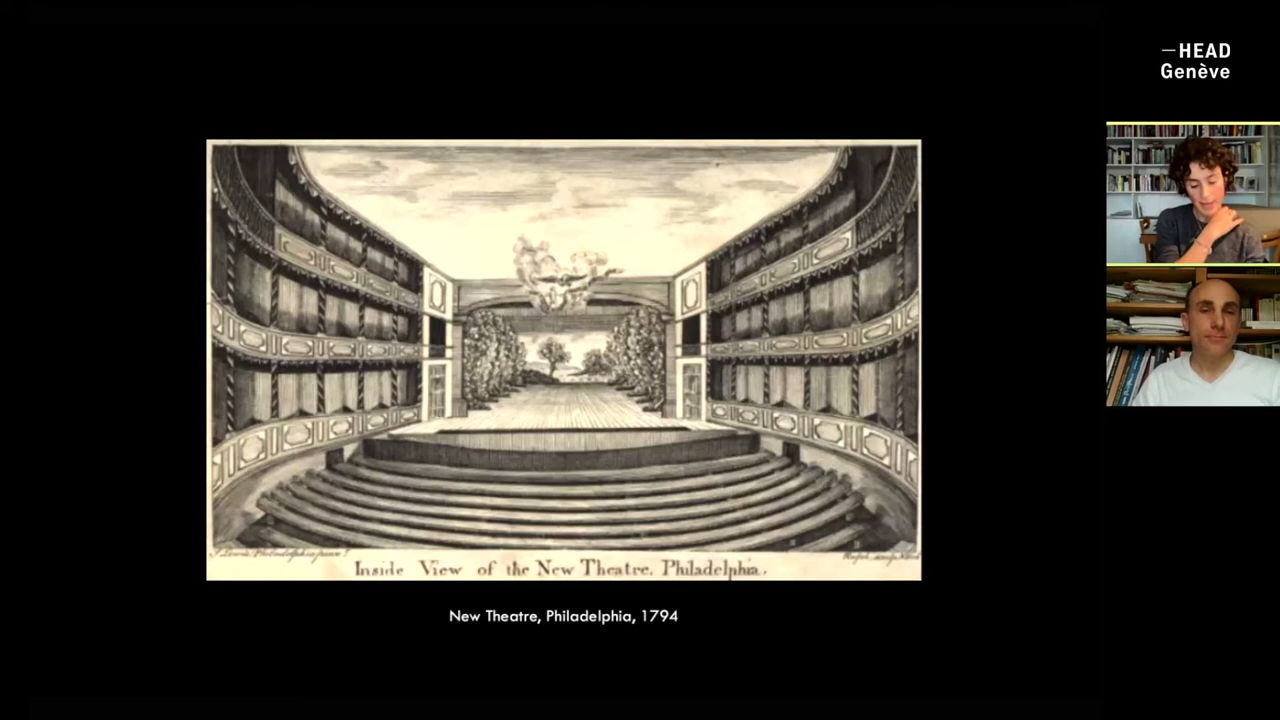 —HEAD
Genève
Inside View of the New Theatre, Philadelphia.
New Theatre, Philadelphia, 1794